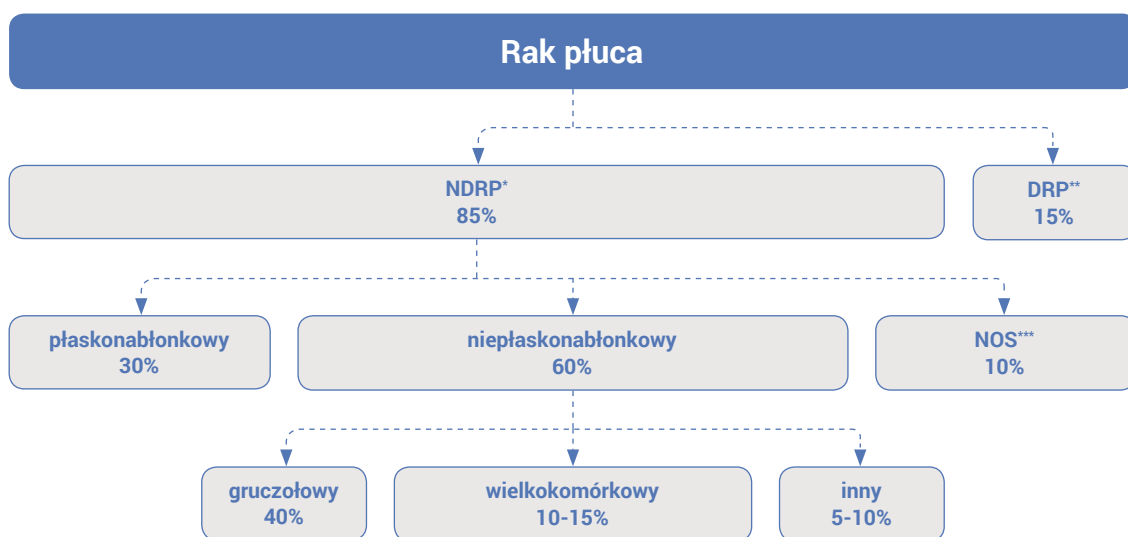 Rak płuca
NDRP*
85%
DRP**
15%
płaskonabłonkowy
30%
niepłaskonabłonkowy
60%
NOS***
10%
gruczołowy
40%
wielkokomórkowy
10-15%
inny
5-10%